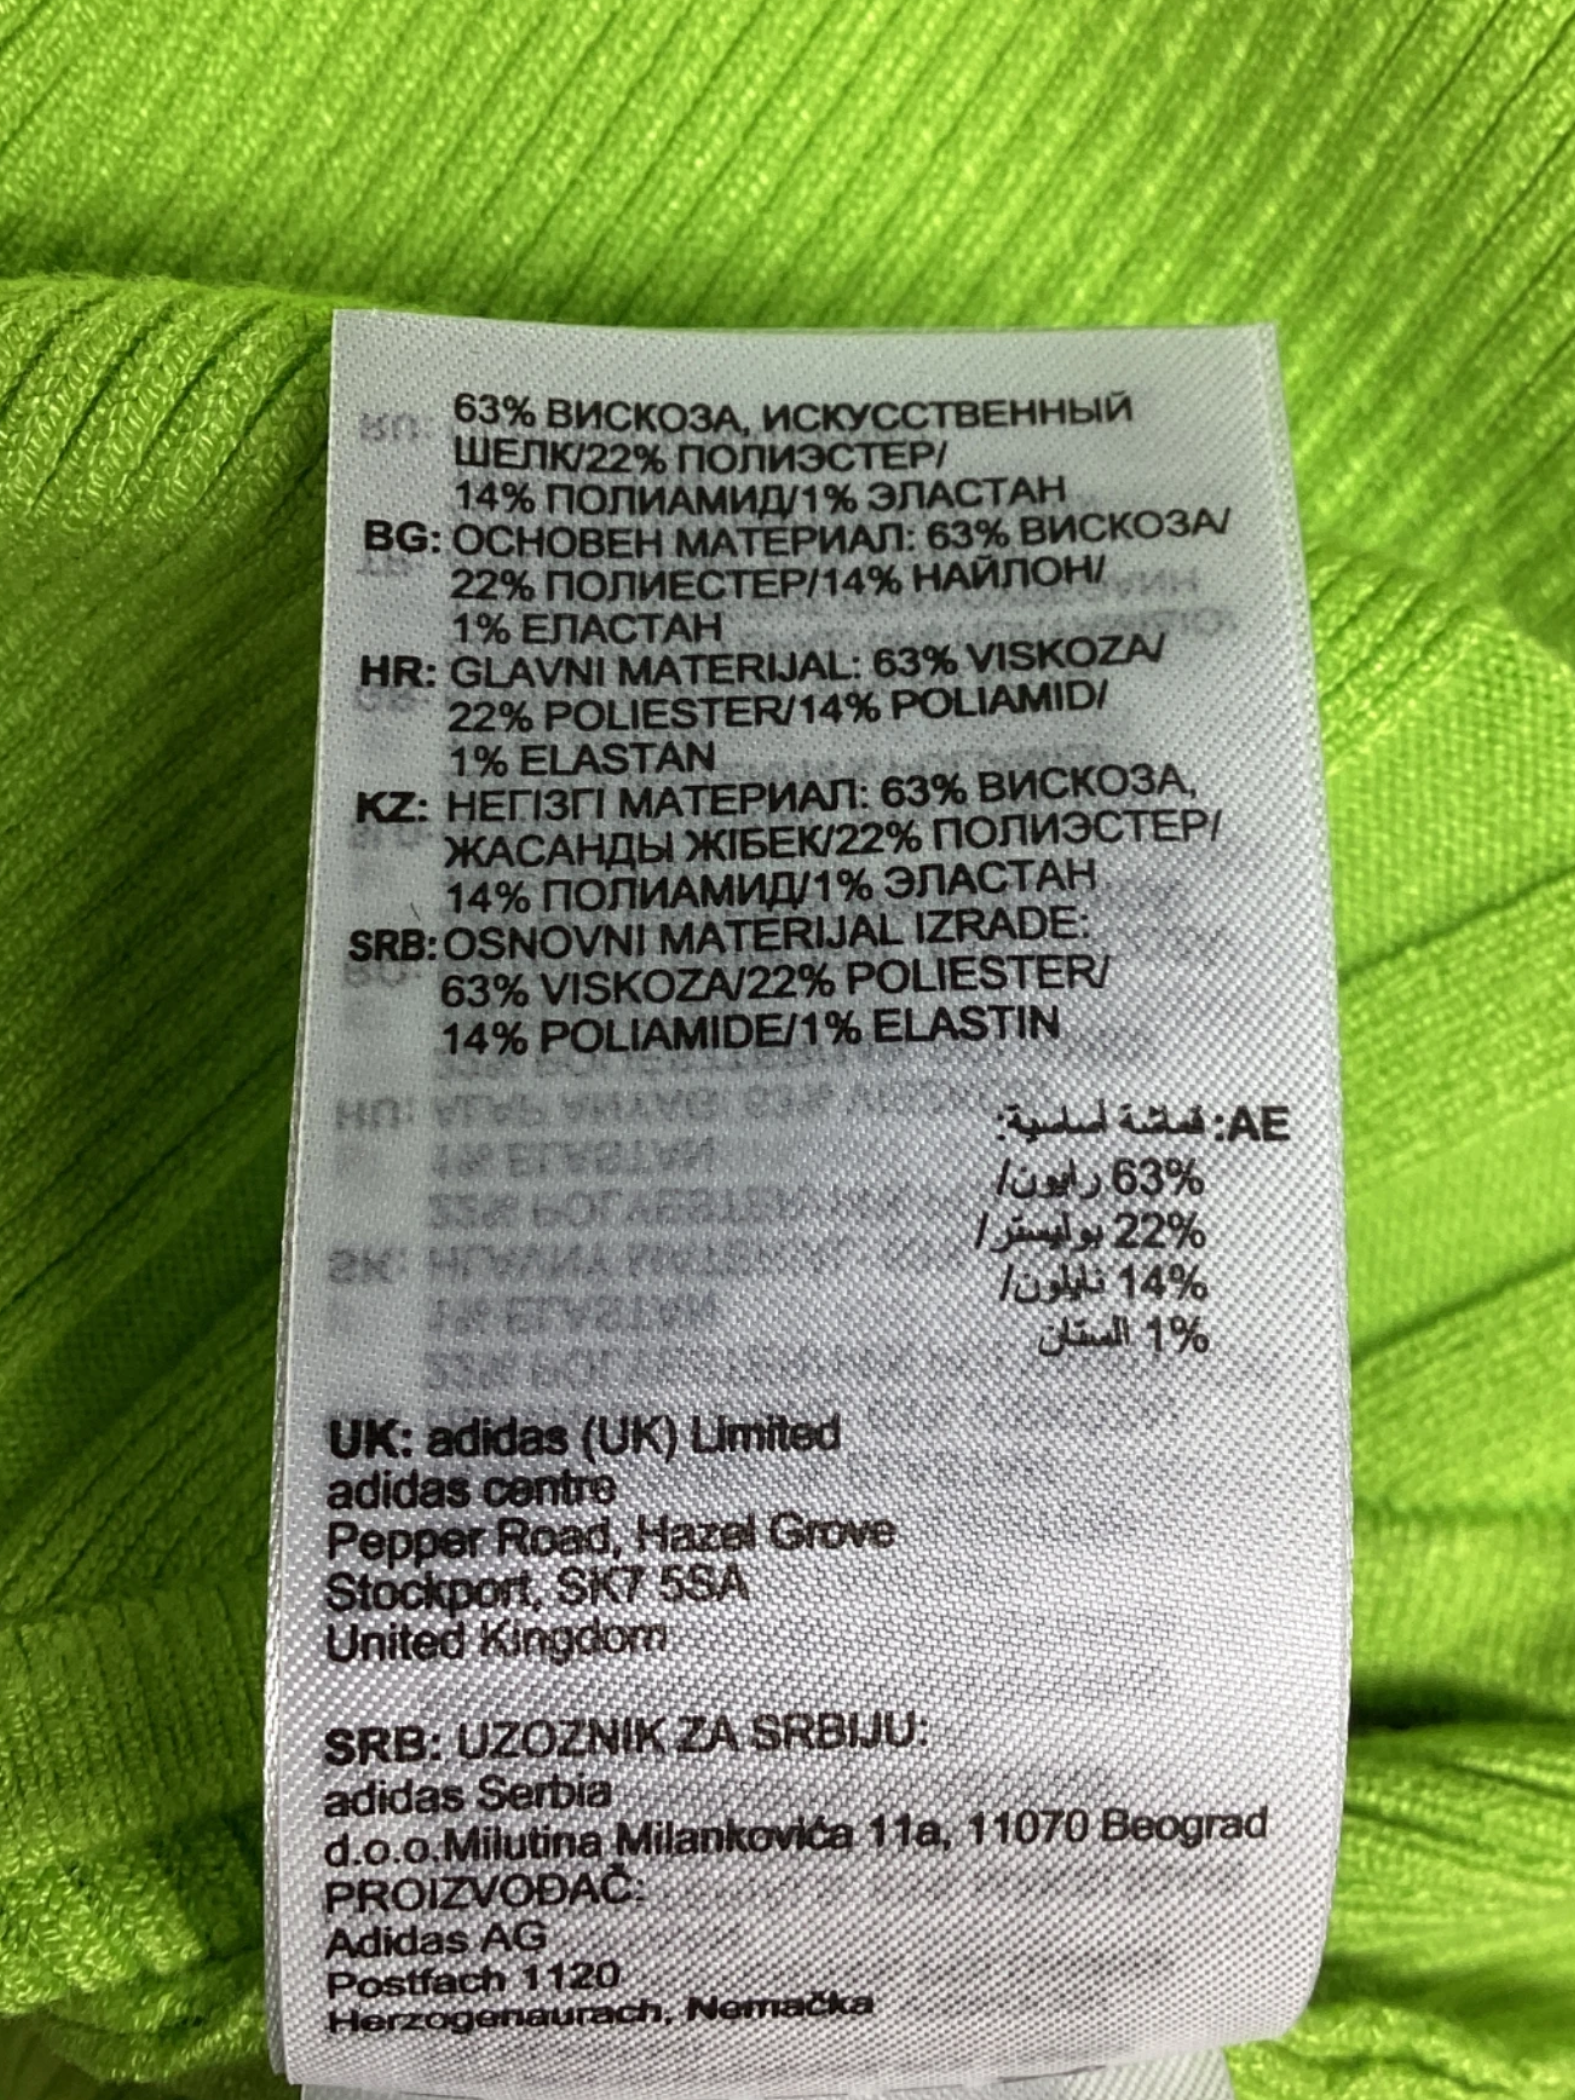 63% ВИСКОЗА, ИСКУССТВЕННЫЙ
ШЕЛК/22% ПОЛИЭСТЕР/
14% ПОЛИАМИД/1% ЭЛАСТАН
BG: ОСНОВЕН МАТЕРИАЛ: 63% ВИСКОЗА/
22% ПОЛИЕСТЕР/14% НАЙЛОН/
1% ЕЛАСТАН
HR: GLAVNI MATERIJAL: 63% VISKOZA/
22% POLIESTER/14% POLIAMID/
1% ELASTAN
KZ: НЕГІЗГІ МАТЕРИАЛ: 63% ВИСКОЗА,
ЖАСАНДЫ ЖІБЕК/22% ПОЛИЭСТЕР/
14% ПОЛИАМИД/1% ЭЛАСТАН
SRB: OSNOVNI MATERIJAL IZRADE:
63% VISKOZA/22% POLIESTER/
14% POLIAMIDE/1% ELASTIN
AE: قماشة أساسية:
63% رايون/
22% بوليستر/
14% نايلون/
1% الستان
UK: adidas (UK) Limited
adidas centre
Pepper Road, Hazel Grove
Stockport, SK7 5SA
United Kingdom
SRB: UZOZNIK ZA SRBIJU:
adidas Serbia
d.o.o.Milutina Milankovića 11a, 11070 Beograd
PROIZVOĐAČ:
Adidas AG
Postfach 1120
Herzogenaurach, Nemačka